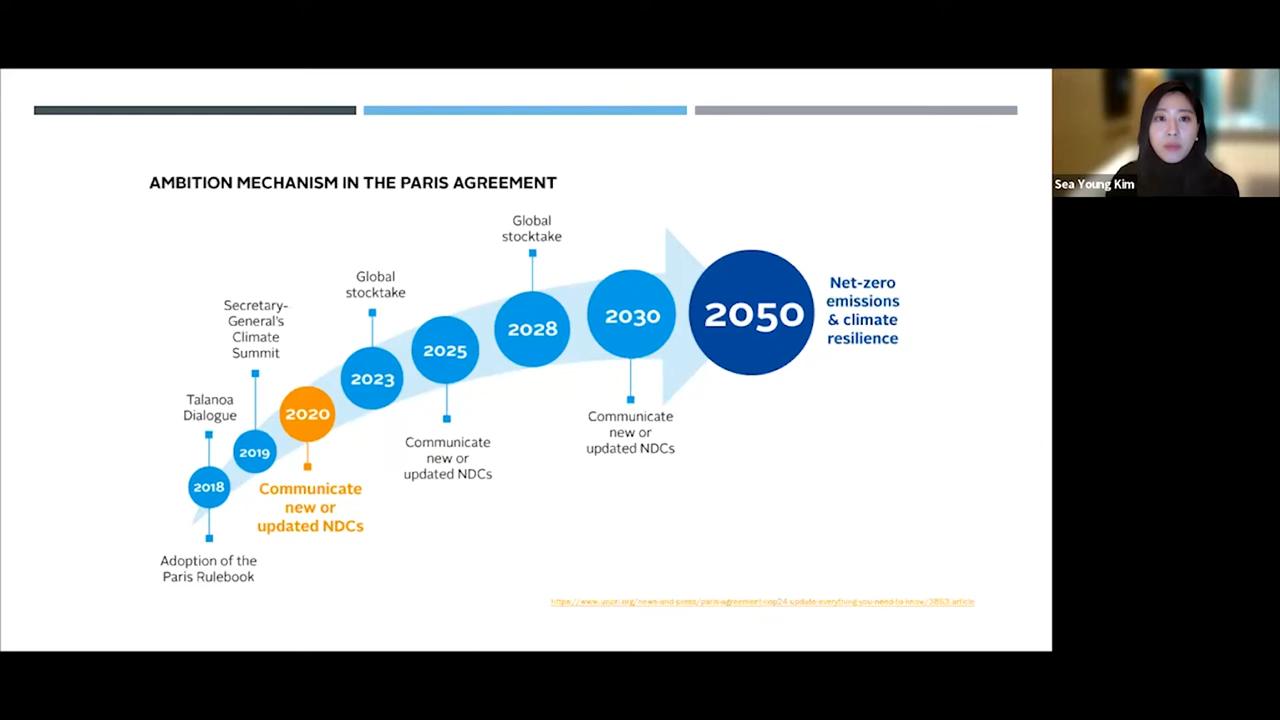 AMBITION MECHANISM IN THE PARIS AGREEMENT
Sea Young Kim
Global
stocktake
Global
stocktake
Secretary-
General's
Climate
Summit
Talanoa
Dialogue
2018
2019
2020
2023
2025
2028
2030
2050
Net-zero
emissions
& climate
resilience
Communicate
new or
updated NDCs
Communicate
new or
updated NDCs
Communicate
new or
updated NDCs
Adoption of the
Paris Rulebook